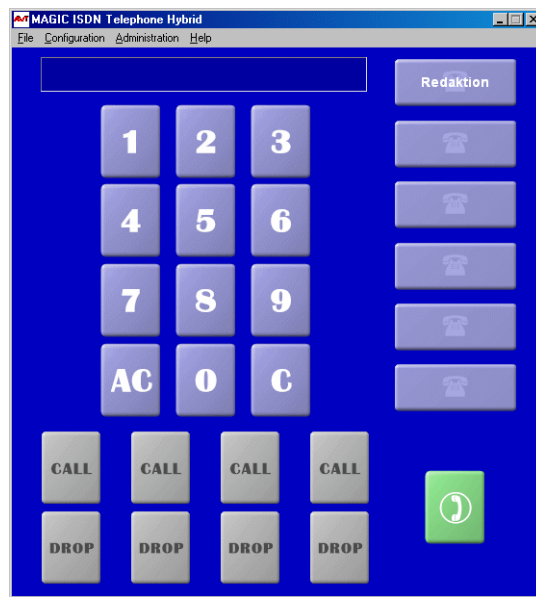 AVT MAGIC ISDN Telephone Hybrid
File Configuration Administration Help
Redaktion
1 2 3
4 5 6
7 8 9
AC 0 C
CALL CALL CALL CALL
DROP DROP DROP DROP